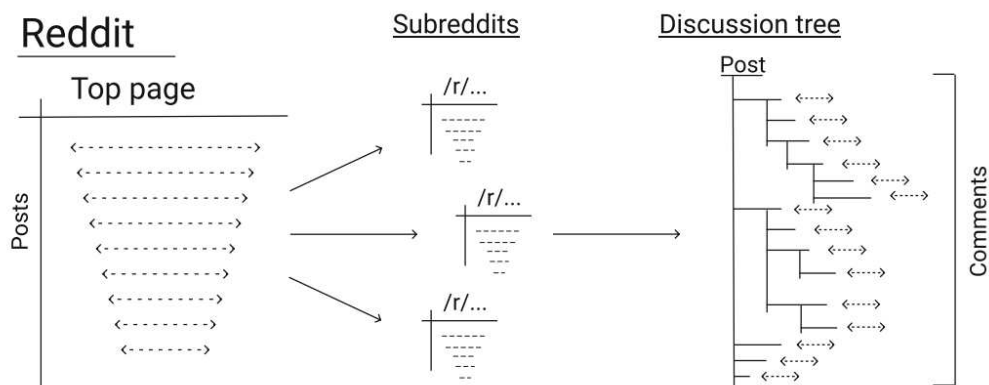 Reddit
Top page
Posts
Subreddits
/r/...
/r/...
/r/...
Discussion tree
Post
Comments